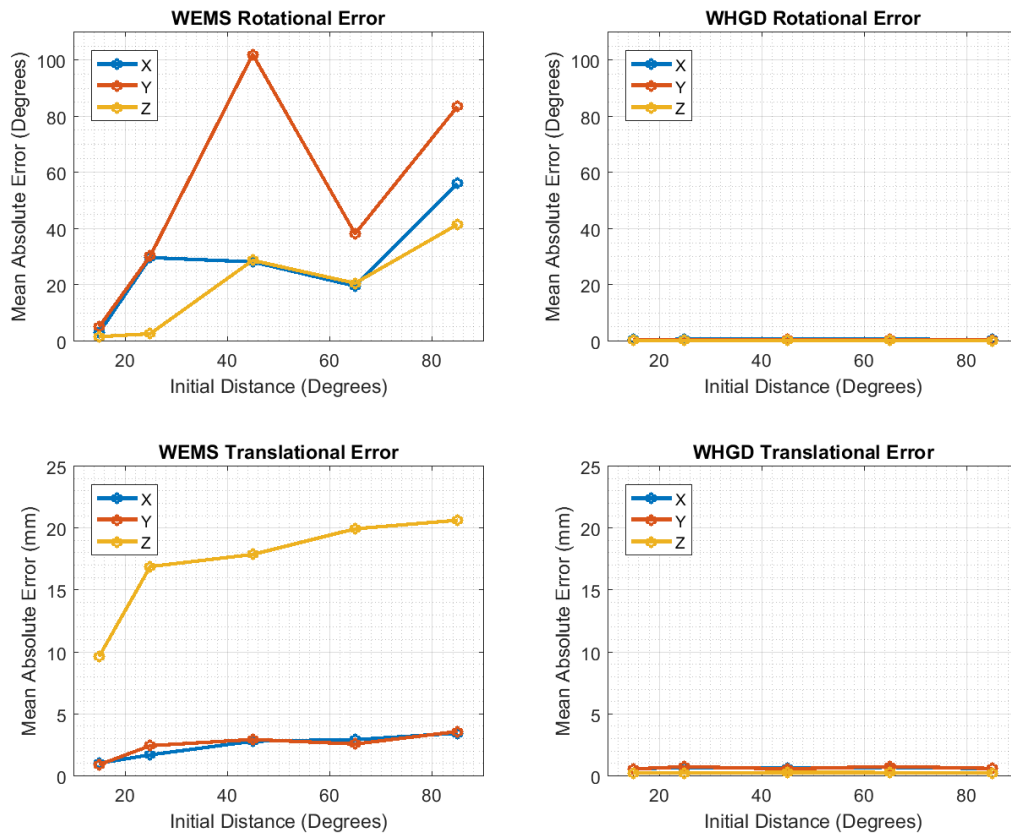 WEMS Rotational Error
Mean Absolute Error (Degrees)
100
80
60
40
20
0
X
Y
Z
20 40 60 80
Initial Distance (Degrees)
WHGD Rotational Error
Mean Absolute Error (Degrees)
100
80
60
40
20
0
X
Y
Z
20 40 60 80
Initial Distance (Degrees)
WEMS Translational Error
Mean Absolute Error (mm)
25
20
15
10
5
0
X
Y
Z
20 40 60 80
Initial Distance (Degrees)
WHGD Translational Error
Mean Absolute Error (mm)
25
20
15
10
5
0
X
Y
Z
20 40 60 80
Initial Distance (Degrees)